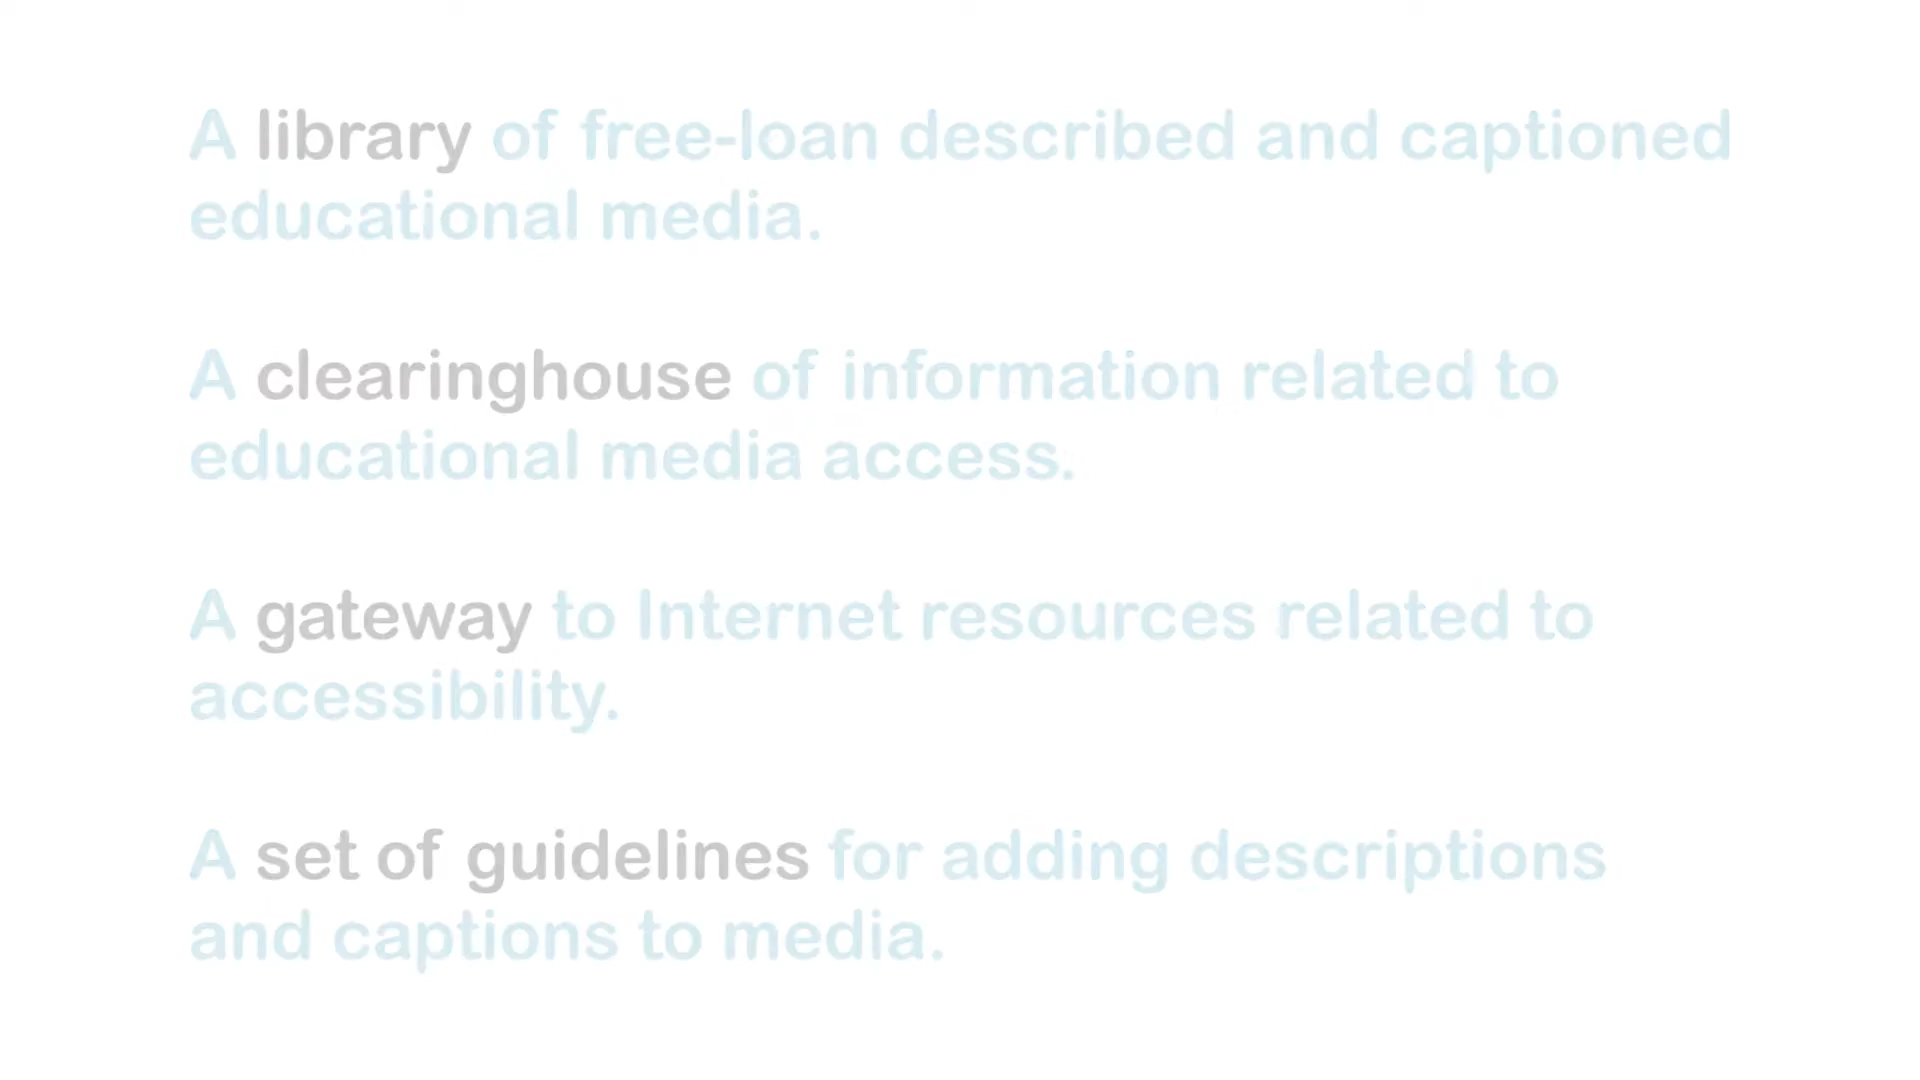 A library of free-loan described and captioned
educational media.
A clearinghouse of information related to
educational media access.
A gateway to Internet resources related to
accessibility.
A set of guidelines for adding descriptions
and captions to media.